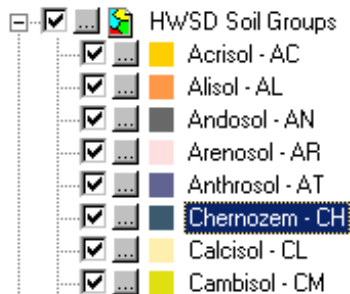 HWSD Soil Groups
Acrisol - AC
Alisol - AL
Andosol - AN
Arenosol - AR
Anthrosol - AT
Chernozem - CH
Calcisol - CL
Cambisol - CM